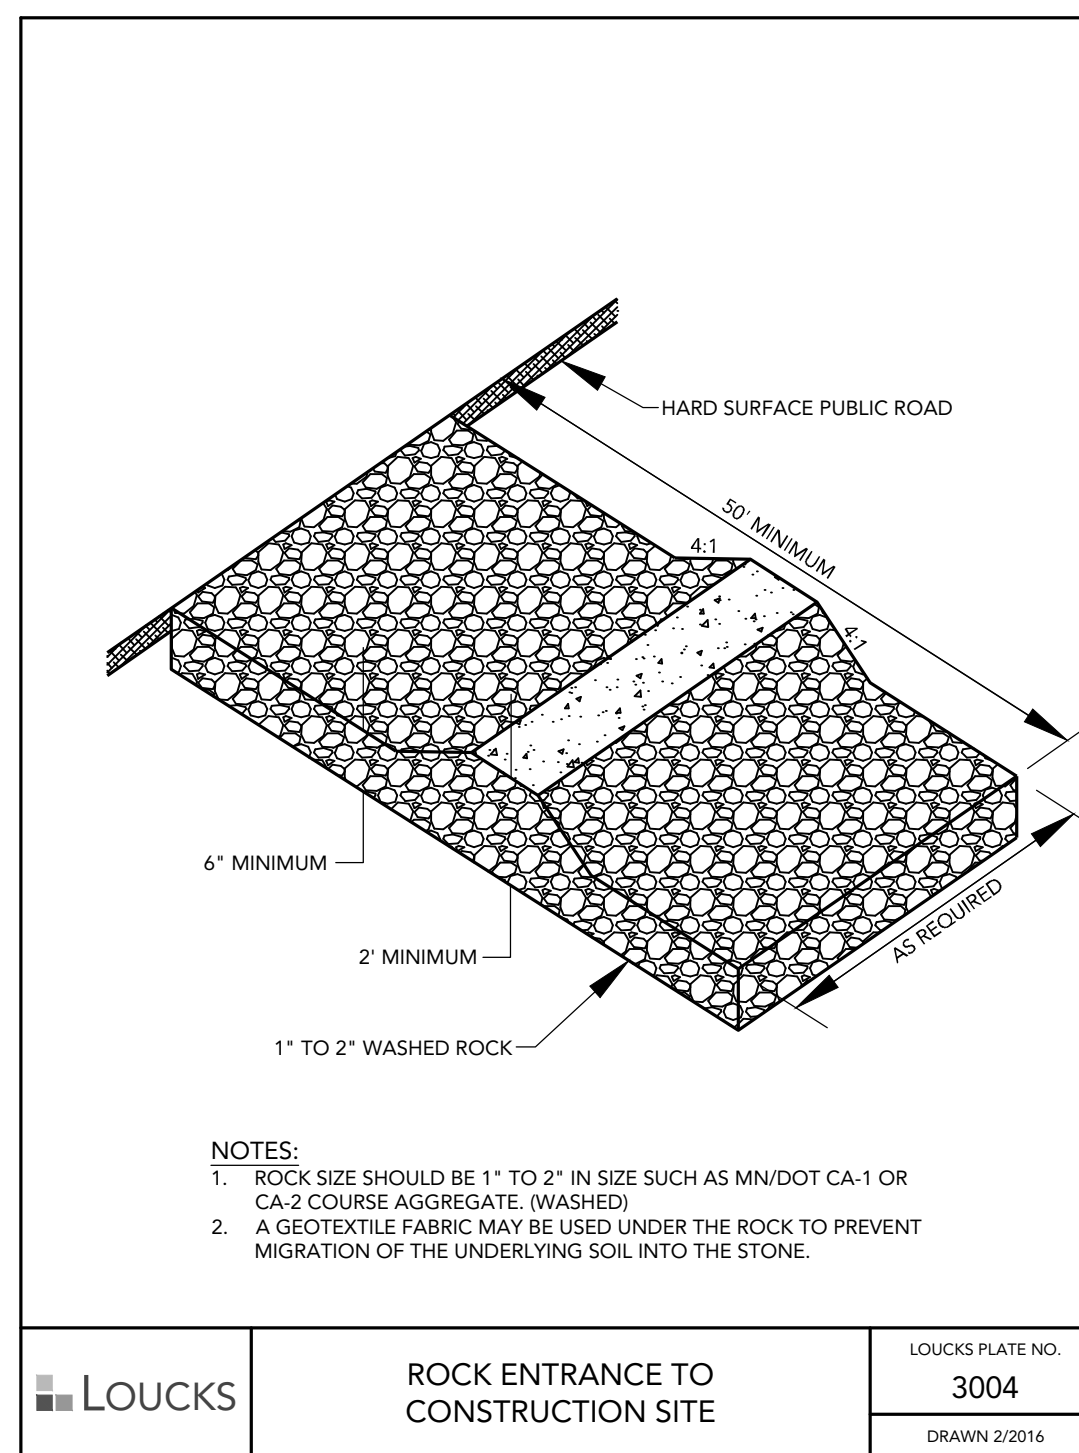 HARD SURFACE PUBLIC ROAD
50' MINIMUM
4:1
4:1
6" MINIMUM
AS REQUIRED
2' MINIMUM
1" TO 2" WASHED ROCK
NOTES:
1. ROCK SIZE SHOULD BE 1" TO 2" IN SIZE SUCH AS MN/DOT CA-1 OR
CA-2 COURSE AGGREGATE. (WASHED)
2. A GEOTEXTILE FABRIC MAY BE USED UNDER THE ROCK TO PREVENT
MIGRATION OF THE UNDERLYING SOIL INTO THE STONE.
LOUCKS
ROCK ENTRANCE TO
CONSTRUCTION SITE
LOUCKS PLATE NO.
3004
DRAWN 2/2016